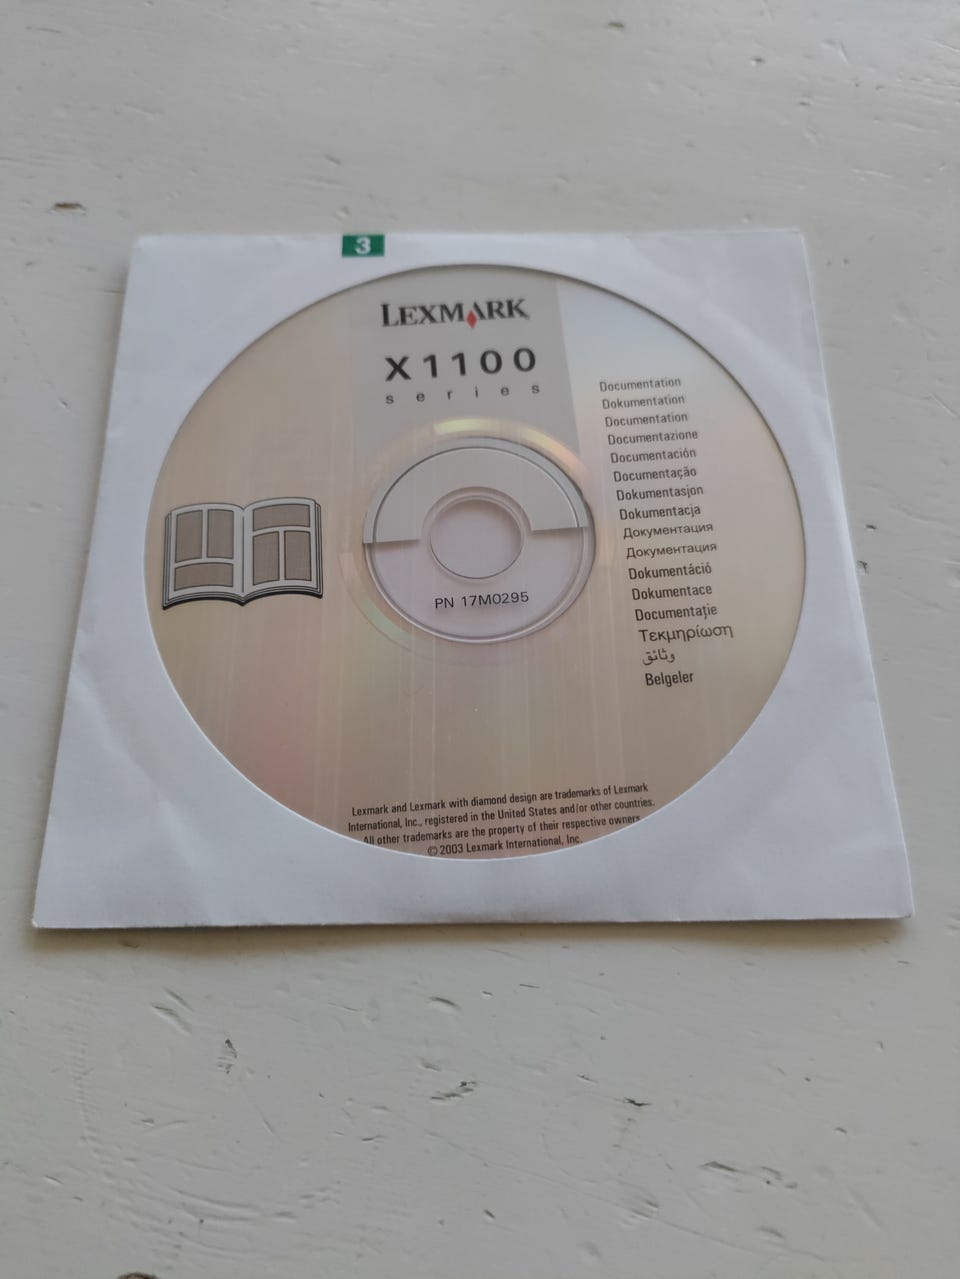 3
LEXMARK
X1100
series
Documentation
Dokumentation
Documentation
Documentazione
Documentación
Documentação
Dokumentasjon
Dokumentacja
Документация
Документация
Dokumentáció
Dokumentace
Documentaţie
Τεκμηρίωση
وثائق
Belgeler
PN 17M0295
Lexmark and Lexmark with diamond design are trademarks of Lexmark
International, Inc., registered in the United States and/or other countries.
All other trademarks are the property of their respective owners
© 2003 Lexmark International, Inc.